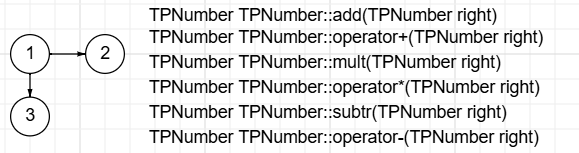 TPNumber TPNumber::add(TPNumber right)
TPNumber TPNumber::operator+(TPNumber right)
1 2
TPNumber TPNumber::mult(TPNumber right)
TPNumber TPNumber::operator*(TPNumber right)
3
TPNumber TPNumber::subtr(TPNumber right)
TPNumber TPNumber::operator-(TPNumber right)